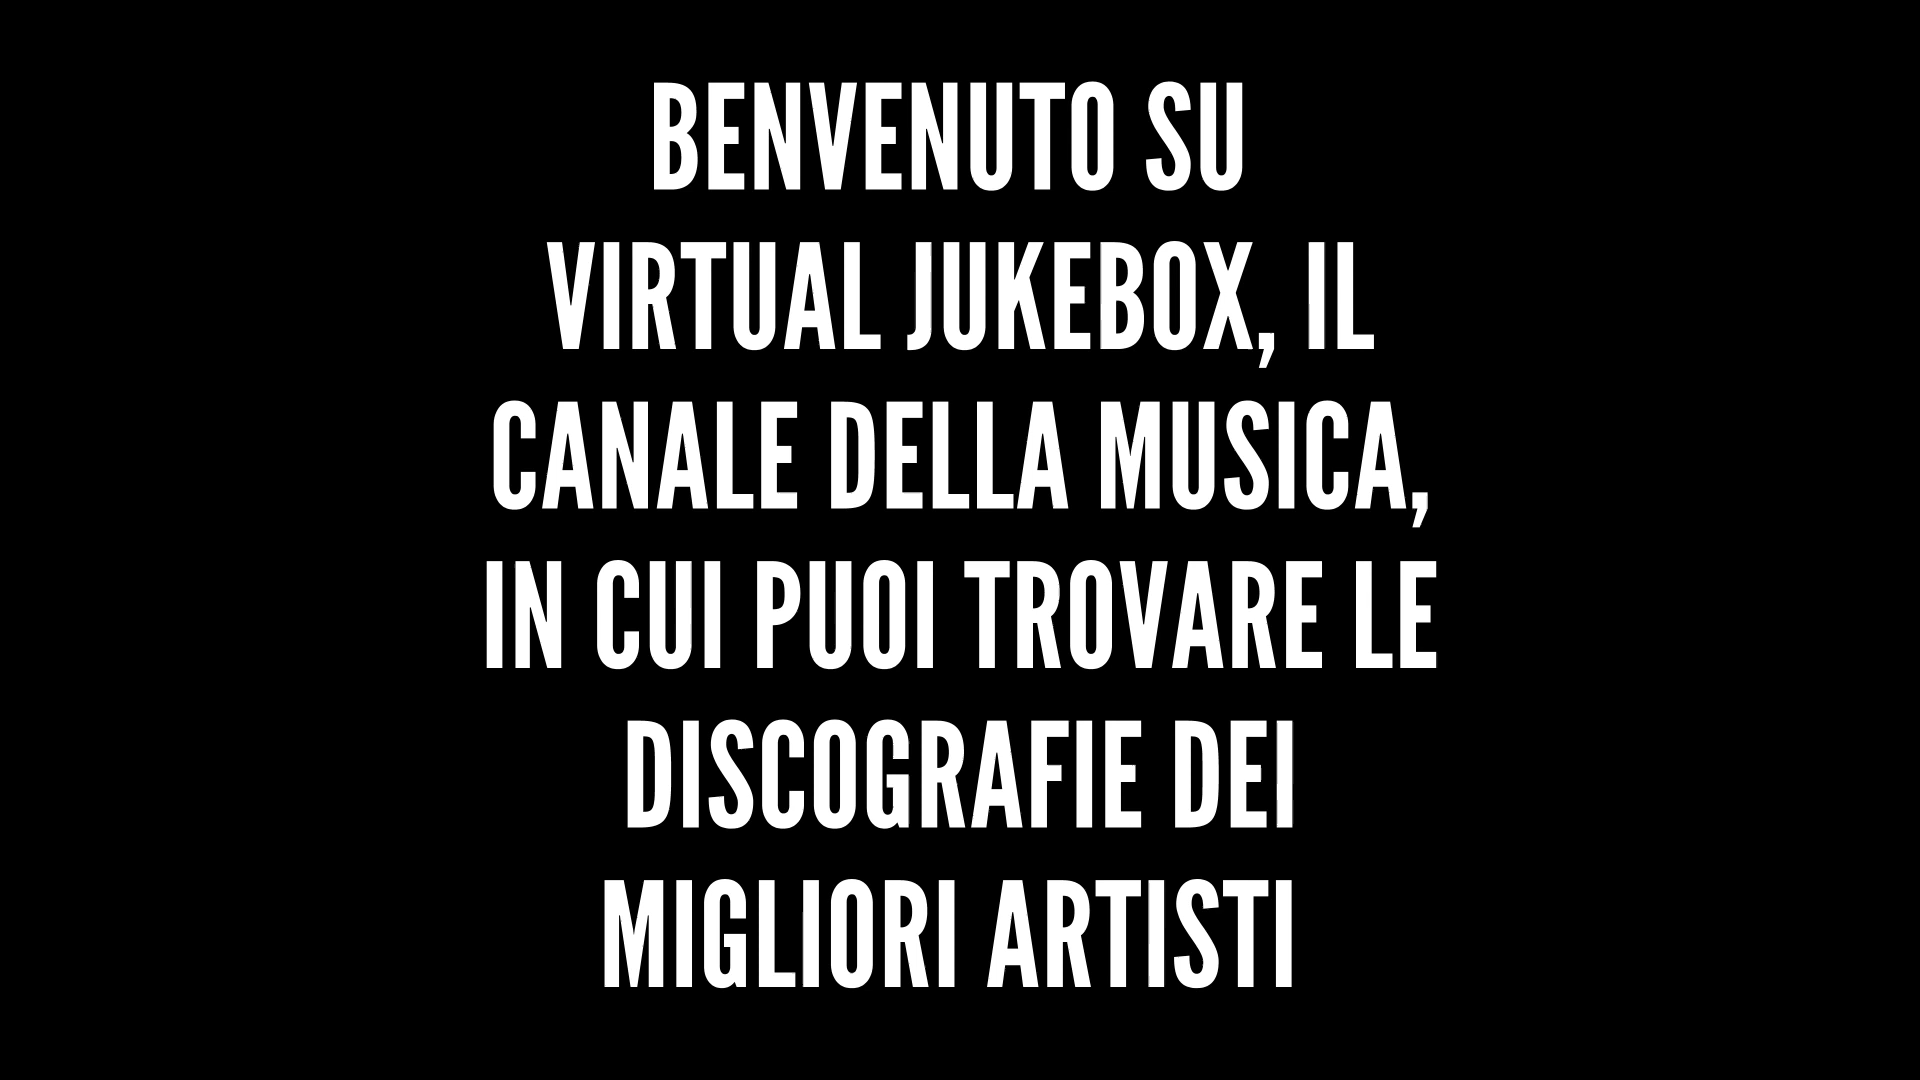 BENVENUTO SU
VIRTUAL JUKEBOX, IL
CANALE DELLA MUSICA,
IN CUI PUOI TROVARE LE
DISCOGRAFIE DEI
MIGLIORI ARTISTI